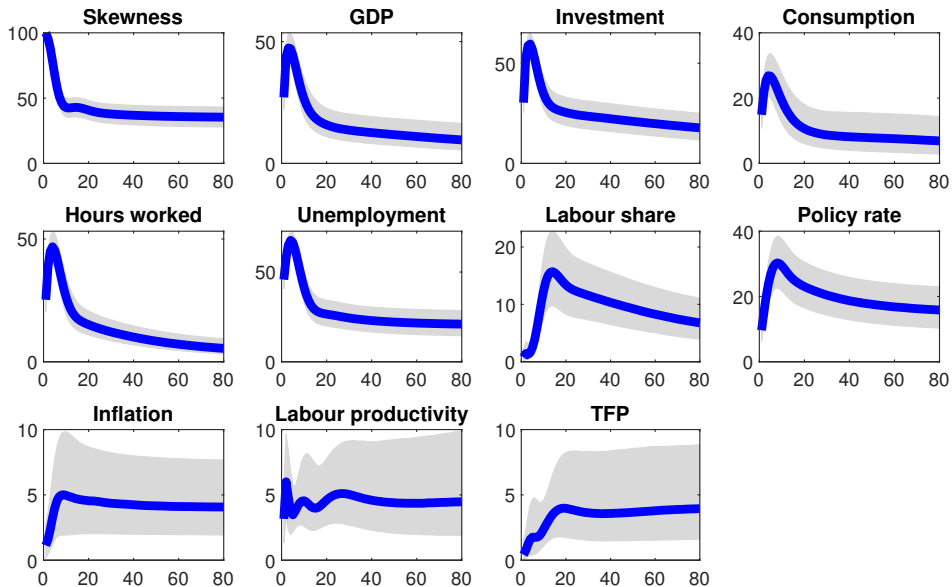 Skewness GDP Investment Consumption
100 50 0
0 20 40 60 80
50 0
0 20 40 60 80
50 0
0 20 40 60 80
40 20 0
0 20 40 60 80
Hours worked Unemployment Labour share Policy rate
50 0
0 20 40 60 80
50 0
0 20 40 60 80
20 10 0
0 20 40 60 80
40 20 0
0 20 40 60 80
Inflation Labour productivity TFP
10 5 0
0 20 40 60 80
10 5 0
0 20 40 60 80
10 5 0
0 20 40 60 80